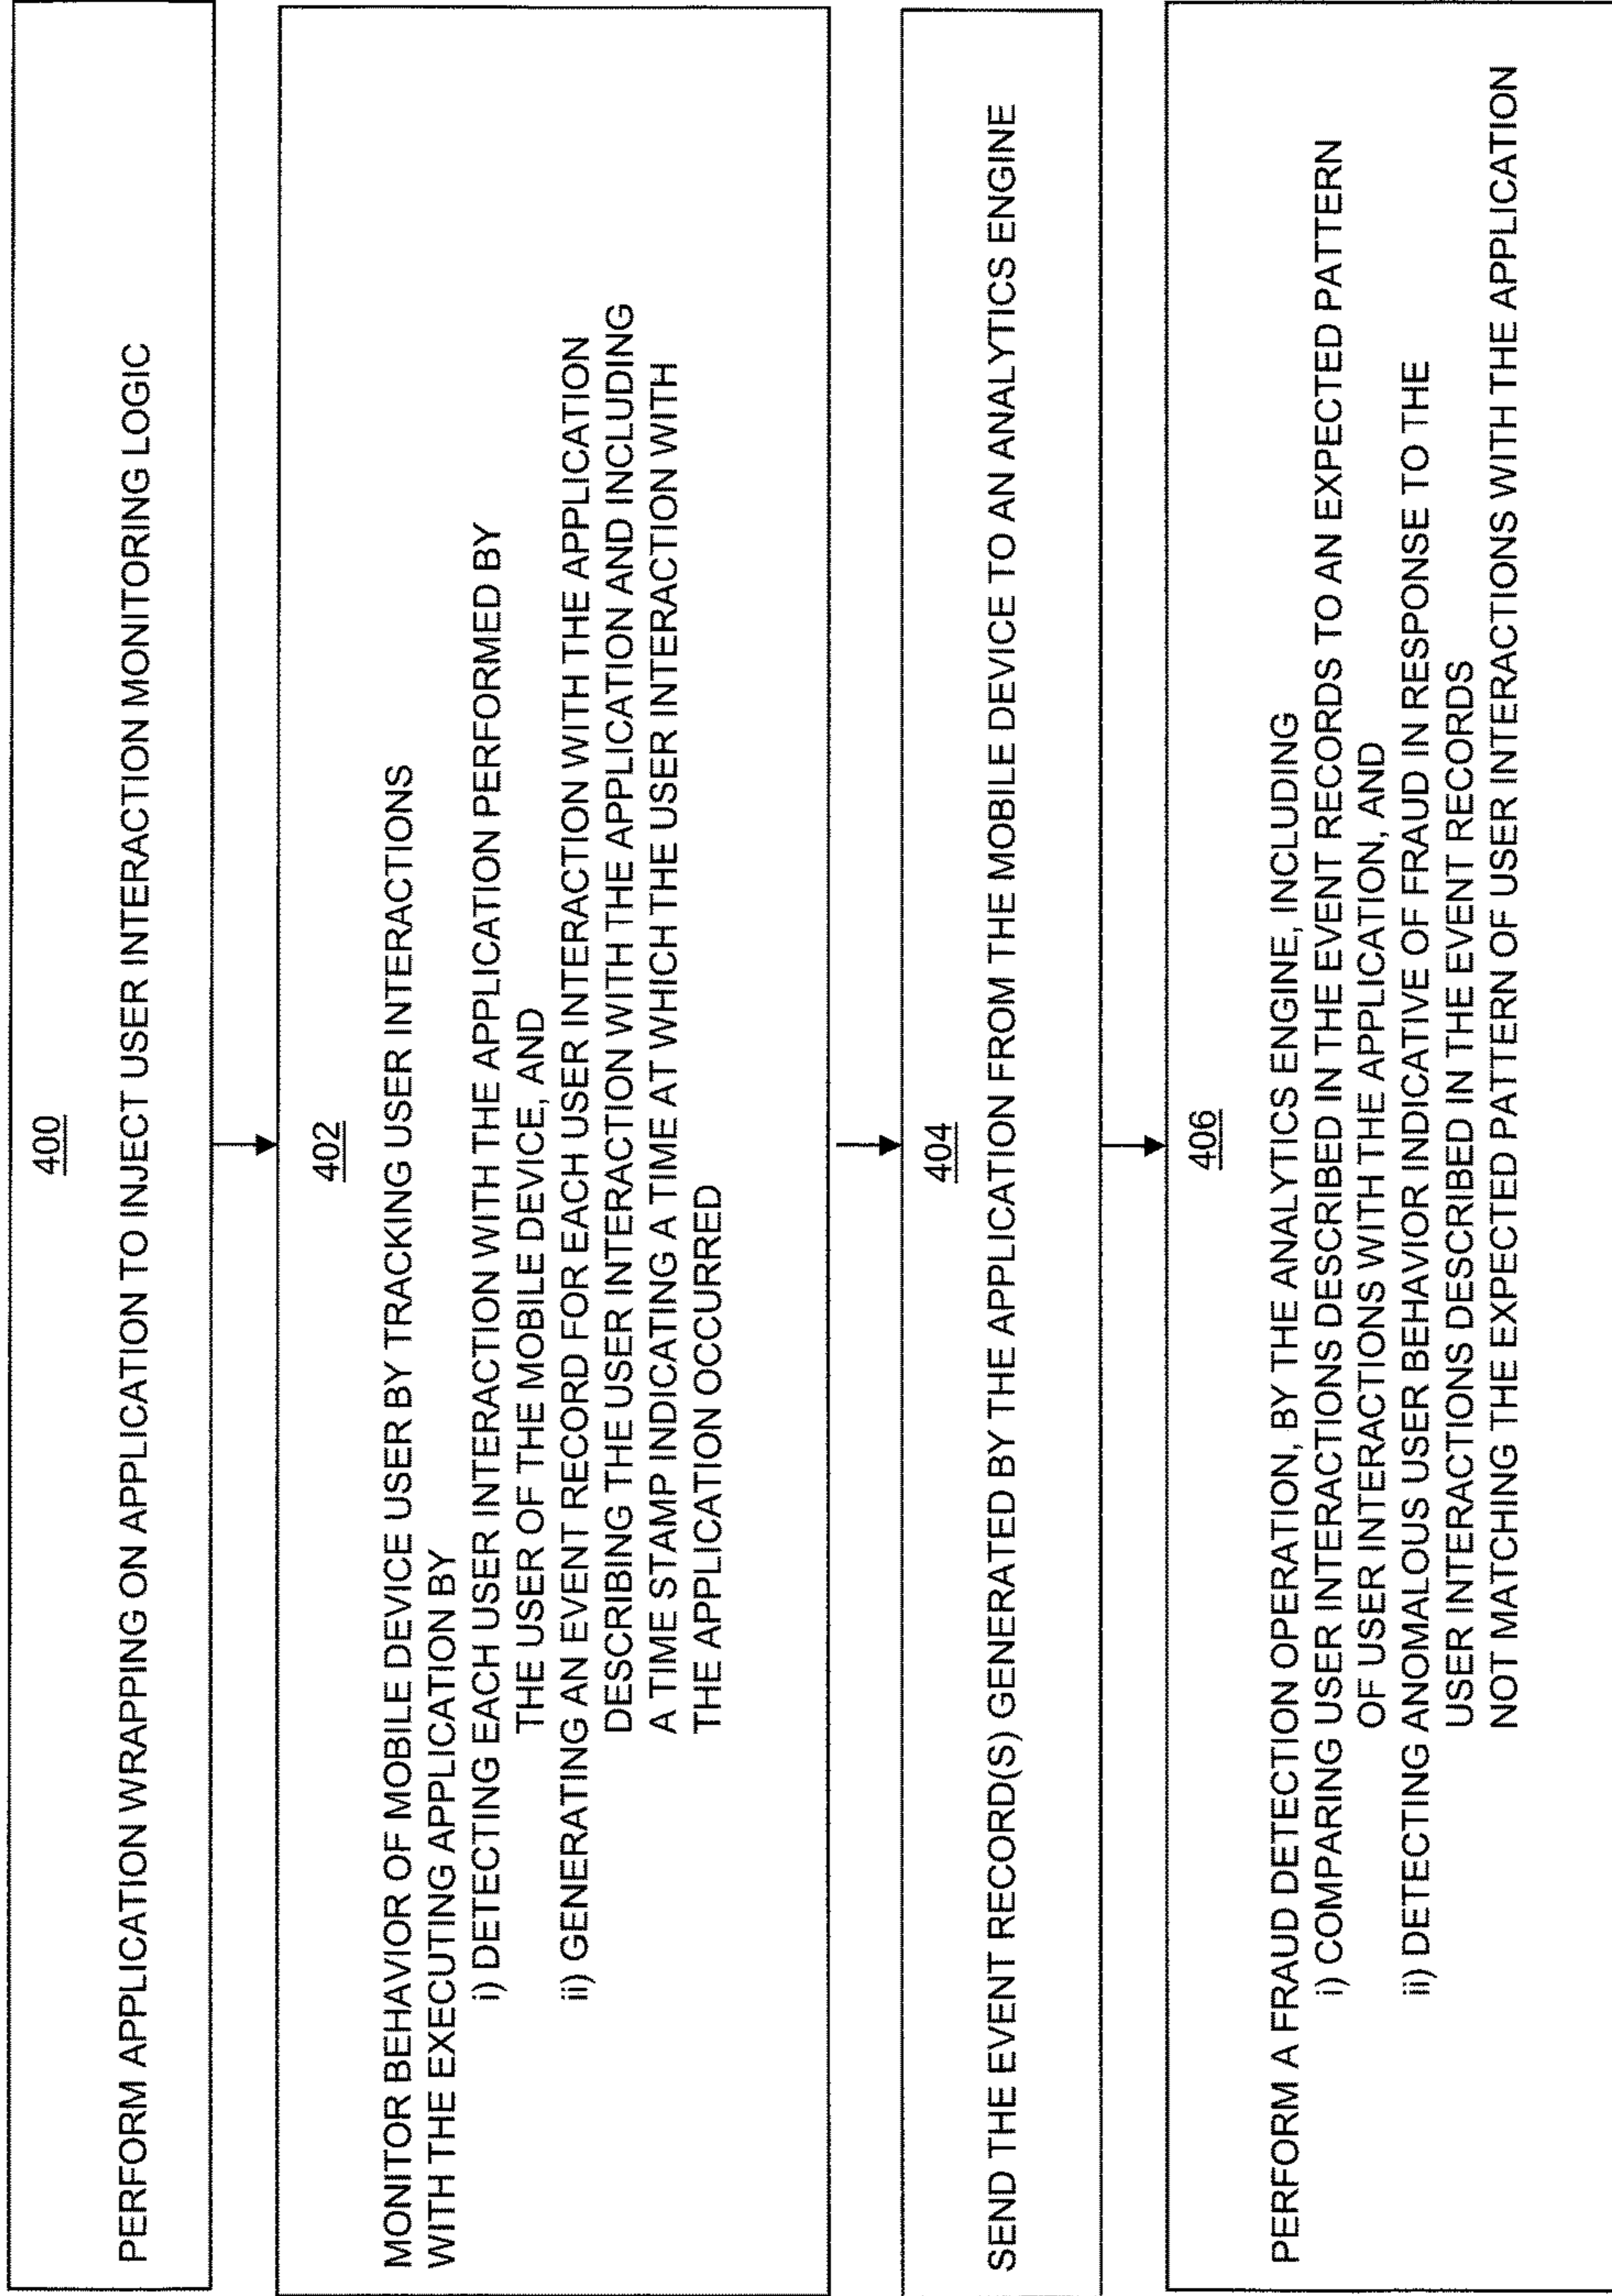 400
PERFORM APPLICATION WRAPPING ON APPLICATION TO INJECT USER INTERACTION MONITORING LOGIC
402
MONITOR BEHAVIOR OF MOBILE DEVICE USER BY TRACKING USER INTERACTIONS
WITH THE EXECUTING APPLICATION BY
i) DETECTING EACH USER INTERACTION WITH THE APPLICATION PERFORMED BY
THE USER OF THE MOBILE DEVICE, AND
ii) GENERATING AN EVENT RECORD FOR EACH USER INTERACTION WITH THE APPLICATION
DESCRIBING THE USER INTERACTION WITH THE APPLICATION AND INCLUDING
A TIME STAMP INDICATING A TIME AT WHICH THE USER INTERACTION WITH
THE APPLICATION OCCURRED
404
SEND THE EVENT RECORD(S) GENERATED BY THE APPLICATION FROM THE MOBILE DEVICE TO AN ANALYTICS ENGINE
406
PERFORM A FRAUD DETECTION OPERATION, BY THE ANALYTICS ENGINE, INCLUDING
i) COMPARING USER INTERACTIONS DESCRIBED IN THE EVENT RECORDS TO AN EXPECTED PATTERN
OF USER INTERACTIONS WITH THE APPLICATION, AND
ii) DETECTING ANOMALOUS USER BEHAVIOR INDICATIVE OF FRAUD IN RESPONSE TO THE
USER INTERACTIONS DESCRIBED IN THE EVENT RECORDS
NOT MATCHING THE EXPECTED PATTERN OF USER INTERACTIONS WITH THE APPLICATION